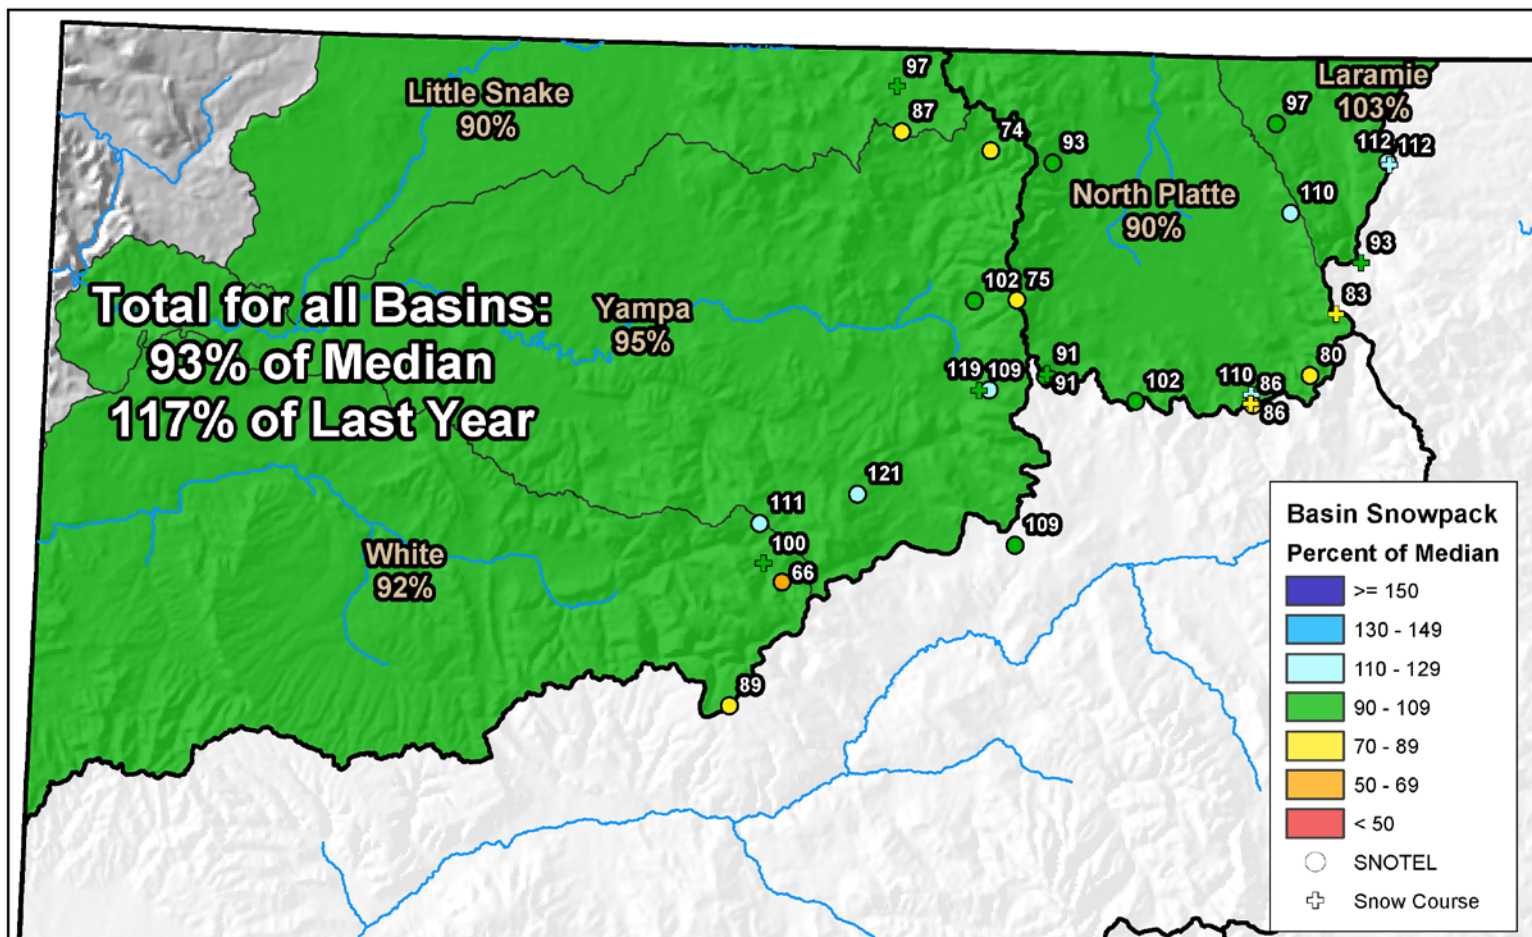 Little Snake
90%
97
87
74
93
Laramie
103%
97
112 112
North Platte
90%
110
93
83
Total for all Basins:
93% of Median
117% of Last Year
Yampa
95%
102
75
119
109
91
91
102
110
86
86
80
121
111
100
66
109
White
92%
89
Basin Snowpack
Percent of Median
>= 150
130 - 149
110 - 129
90 - 109
70 - 89
50 - 69
< 50
SNOTEL
Snow Course